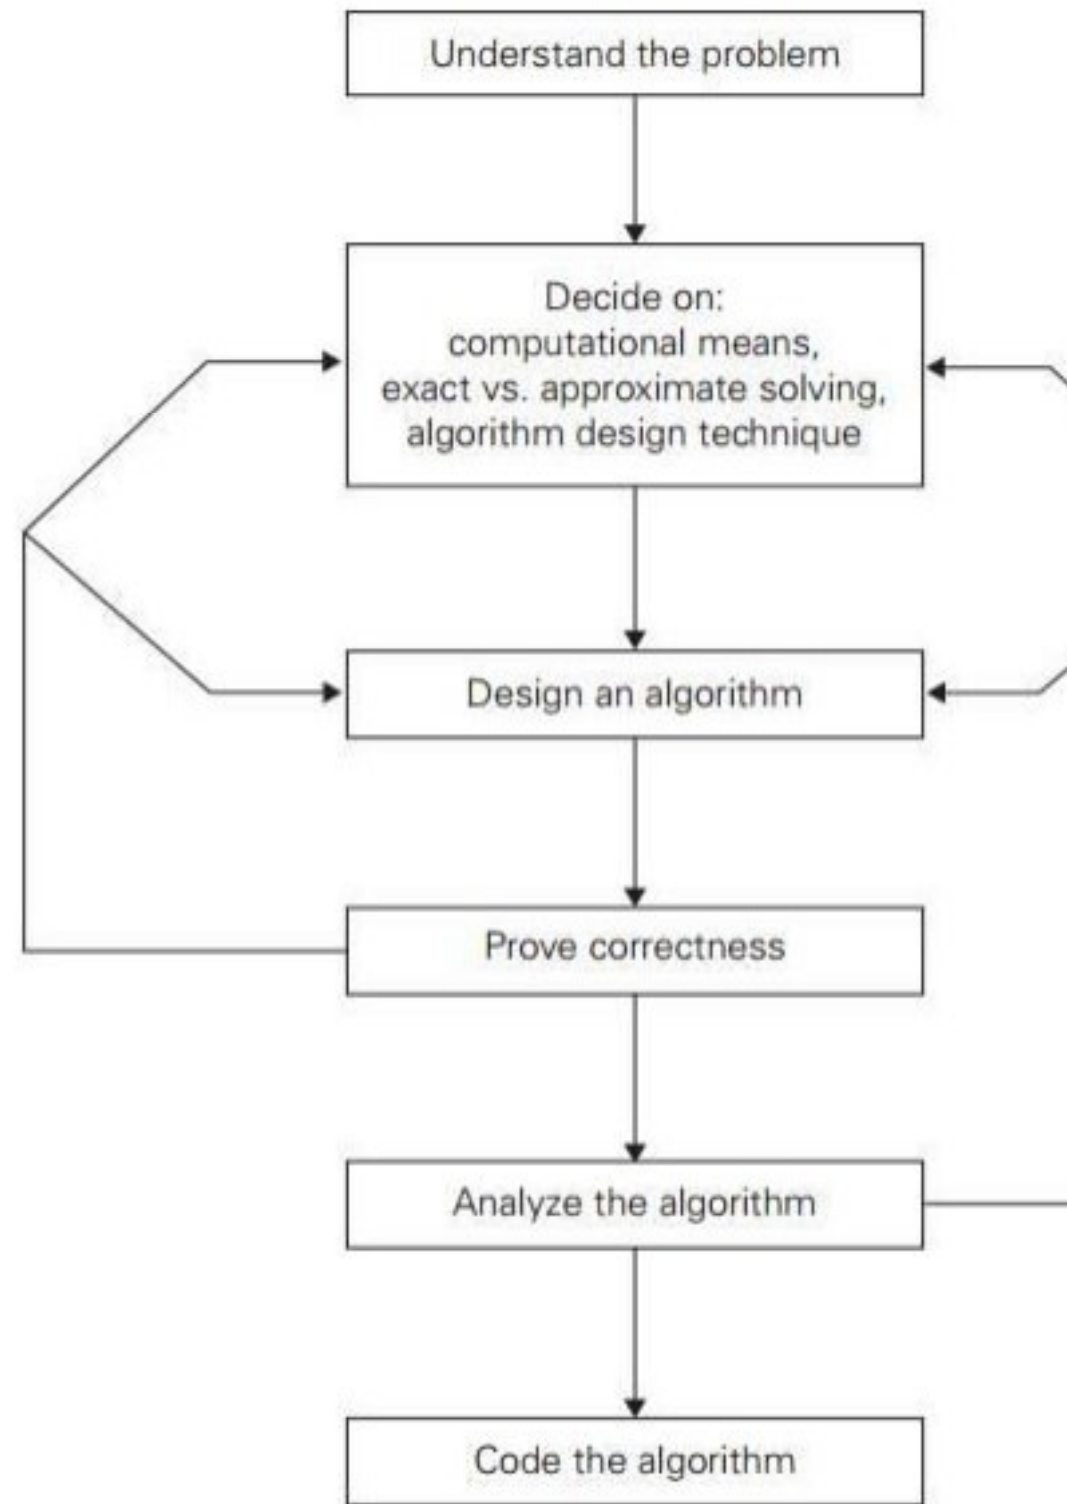 Understand the problem
Decide on:
computational means,
exact vs. approximate solving,
algorithm design technique
Design an algorithm
Prove correctness
Analyze the algorithm
Code the algorithm